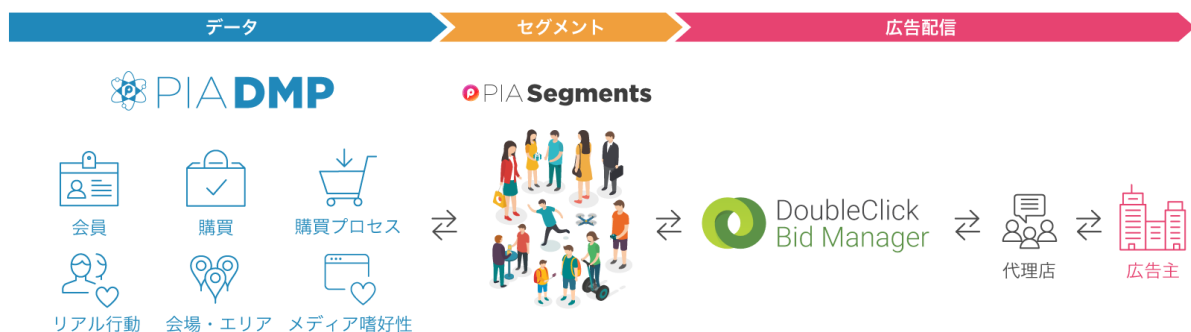 データ
セグメント
広告配信
PIA DMP
PIA Segments
会員
購買
購買プロセス
リアル行動
会場・エリア
メディア嗜好性
DoubleClick
Bid Manager
代理店
広告主